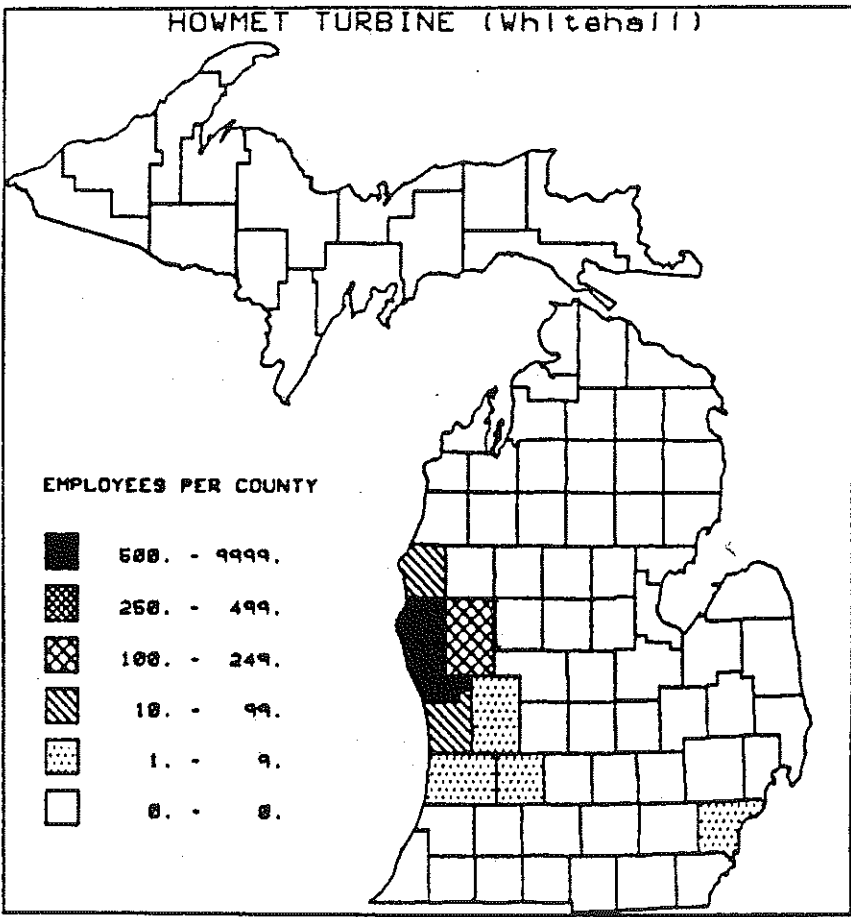 HOWMET TURBINE (Whitehall)
EMPLOYEES PER COUNTY
500. - 9999.
250. - 499.
100. - 249.
10. - 99.
1. - 9.
0. - 0.